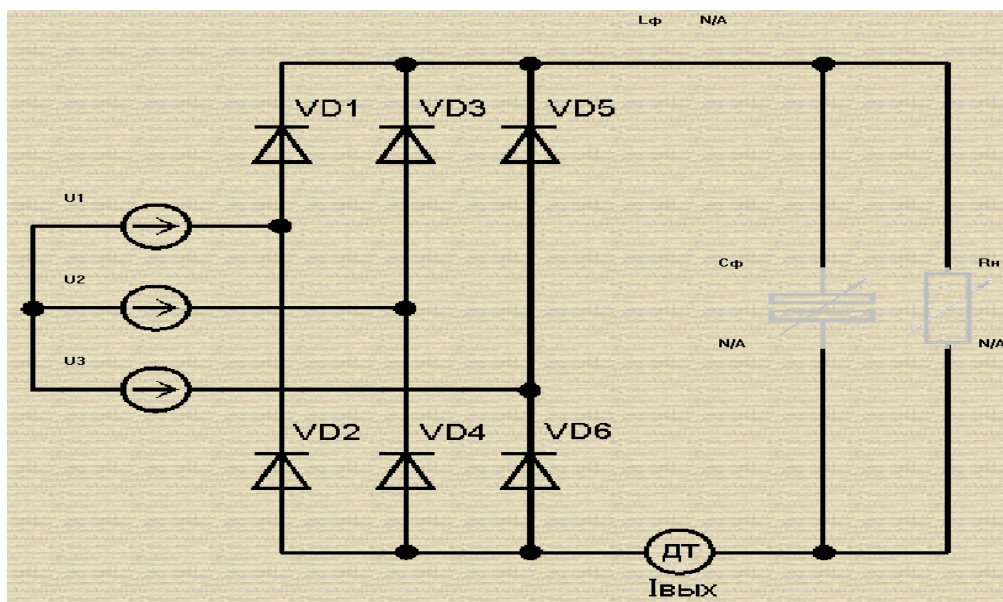 Lф N/A
VD1 VD3 VD5
U1
U2
Cф Rн
N/A N/A
U3
VD2 VD4 VD6
ДТ
Iвых